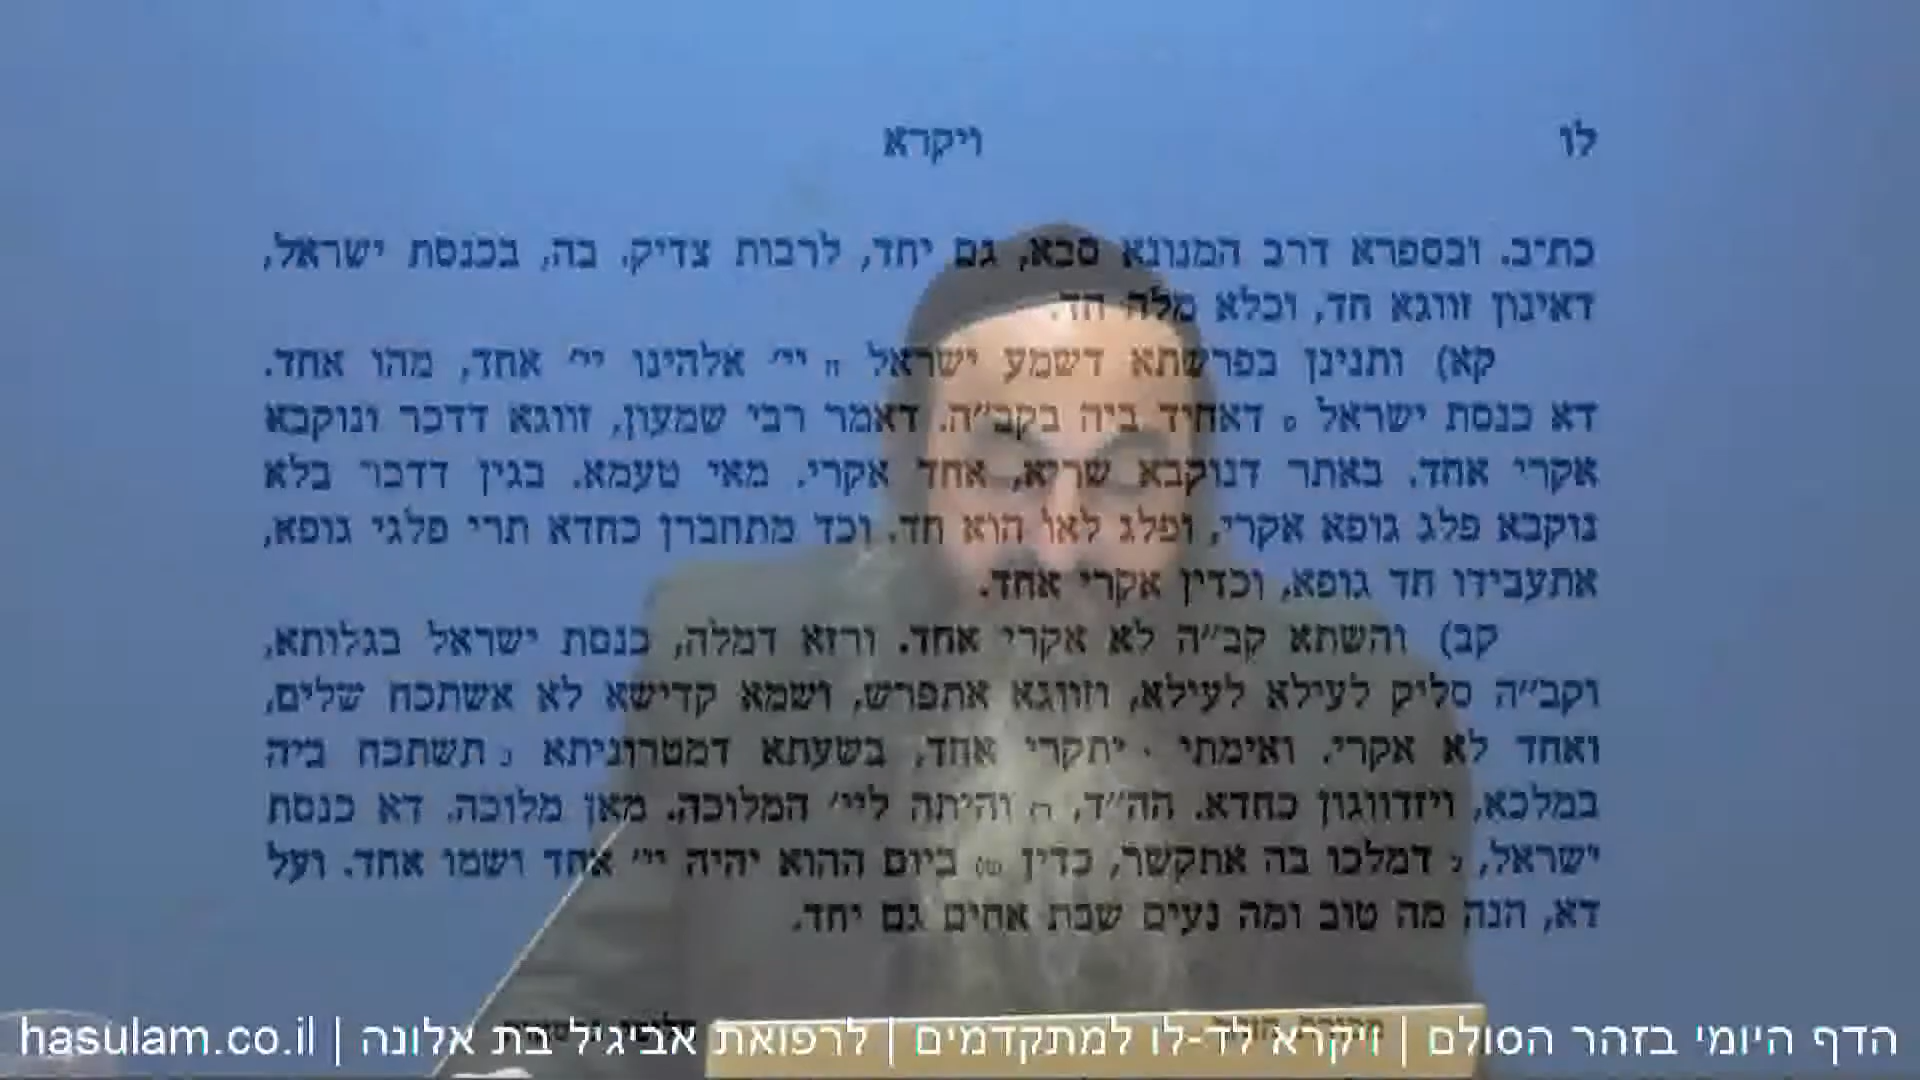 לו ויקרא
כת״ב. ובספרא דרב המנונא סבא, גם יחד, לרבות צדיק. בה, בכנסת ישראל,
דאינון זווגא חד, וכלא מלה חד.
קא) ותנינן בפרשתא דשמע ישראל ח יי׳ אלהינו יי׳ אחד, מהו אחד.
דא כנסת ישראל ס דאחיד ביה בקב״ה. דאמר רבי שמעון, זווגא דדכר ונוקבא
אקרי אחד. באתר דנוקבא שריא, אחד אקרי. מאי טעמא. בגין דדכר בלא
נוקבא פלג גופא אקרי, ופלג לאו הוא חד. וכד מתחברן כחדא תרי פלגי גופא,
אתעבידו חד גופא, וכדין אקרי אחד.
קב) והשתא קב״ה לא אקרי אחד. ורזא דמלה, כנסת ישראל בגלותא,
וקב״ה סליק לעילא לעילא, וזווגא אתפרש, ושמא קדישא לא אשתכח שלים,
ואחד לא אקרי. ואימתי יתקרי אחד, בשעתא דמטרוניתא תשתכח ביה
במלכא, ויזדווגון כחדא. הה״ד, והיתה ליי׳ המלוכה. מאן מלוכה. דא כנסת
ישראל, דמלכו בה אתקשר, כדין ביום ההוא יהיה יי׳ אחד ושמו אחד. ועל
דא, הנה מה טוב ומה נעים שבת אחים גם יחד.
הדף היומי בזהר הסולם | ויקרא לד-לו למתקדמים | לרפואת אביגיל בת אלונה | hasulam.co.il